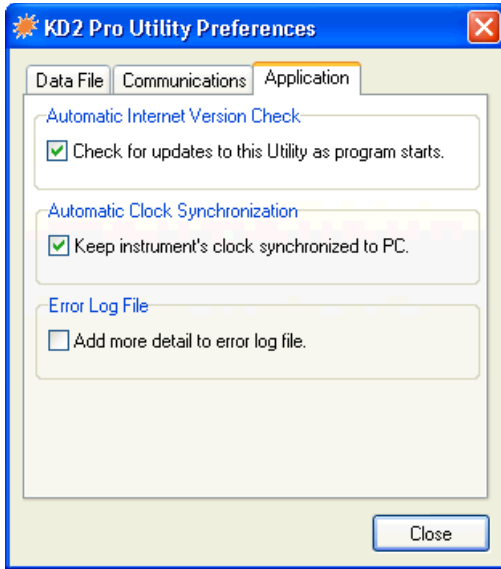 KD2 Pro Utility Preferences
Data File Communications Application
Automatic Internet Version Check
Check for updates to this Utility as program starts.
Automatic Clock Synchronization
Keep instrument's clock synchronized to PC.
Error Log File
Add more detail to error log file.
Close